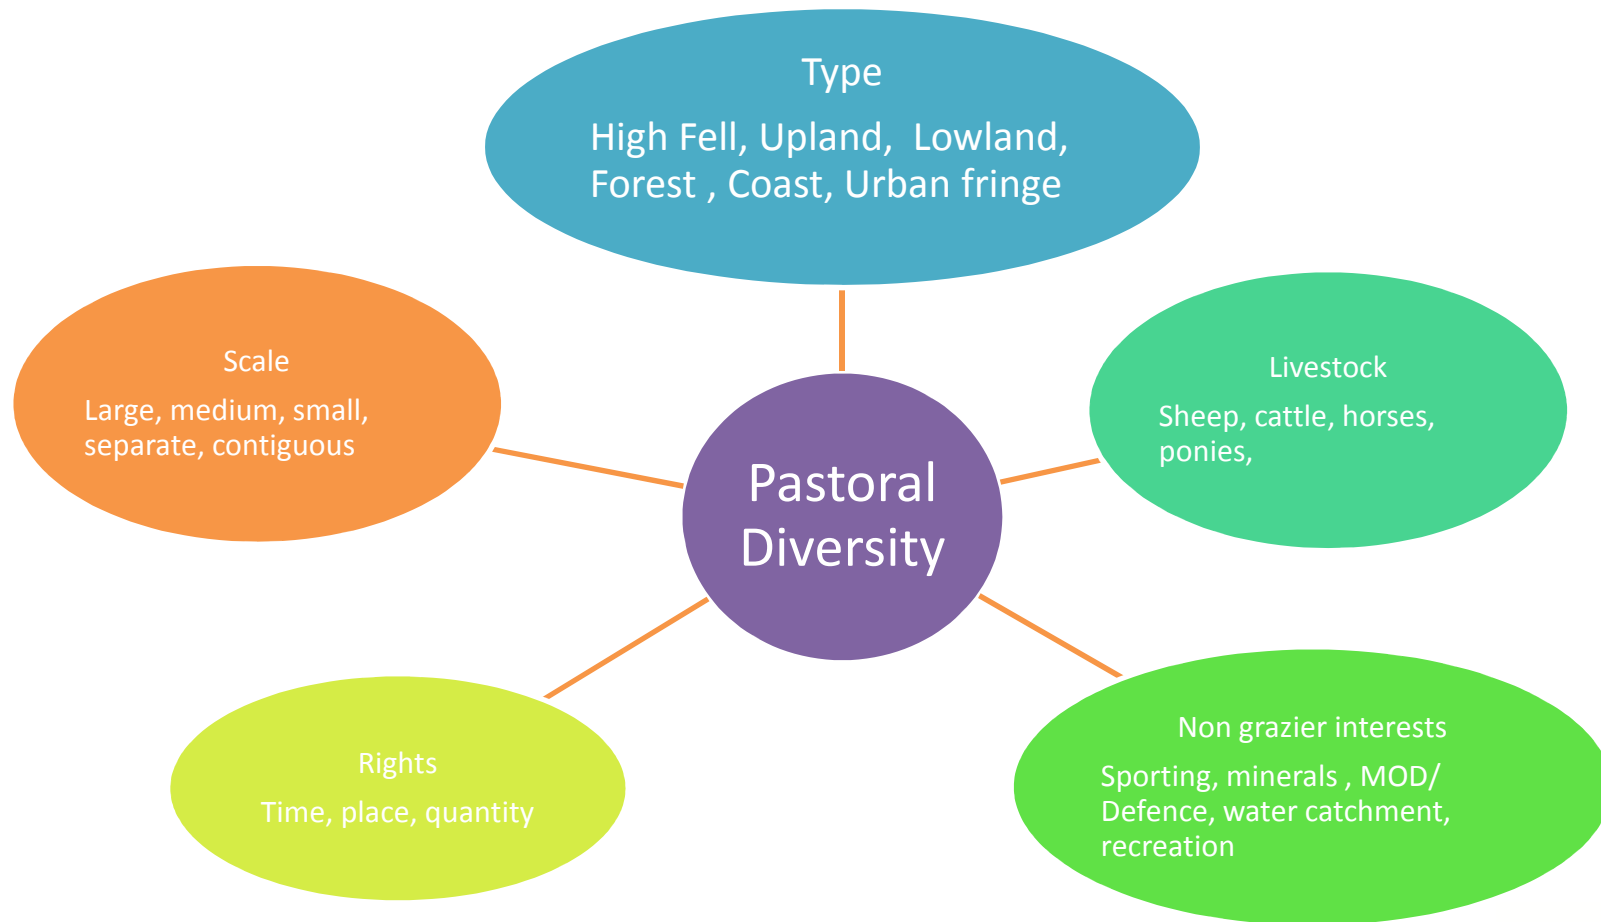 Type
High Fell, Upland,  Lowland,
Forest , Coast, Urban fringe
Scale
Large, medium, small,
separate, contiguous
Livestock
Sheep, cattle, horses,
ponies,
Pastoral
Diversity
Rights
Time, place, quantity
Non grazier interests
Sporting, minerals , MOD/
Defence, water catchment,
recreation